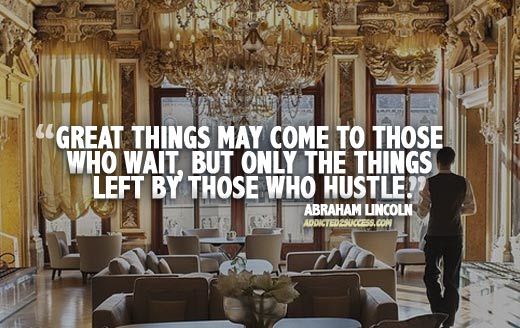 “GREAT THINGS MAY COME TO THOSE
WHO WAIT, BUT ONLY THE THINGS
LEFT BY THOSE WHO HUSTLE.”
ABRAHAM LINCOLN
ADDICTED2SUCCESS.COM